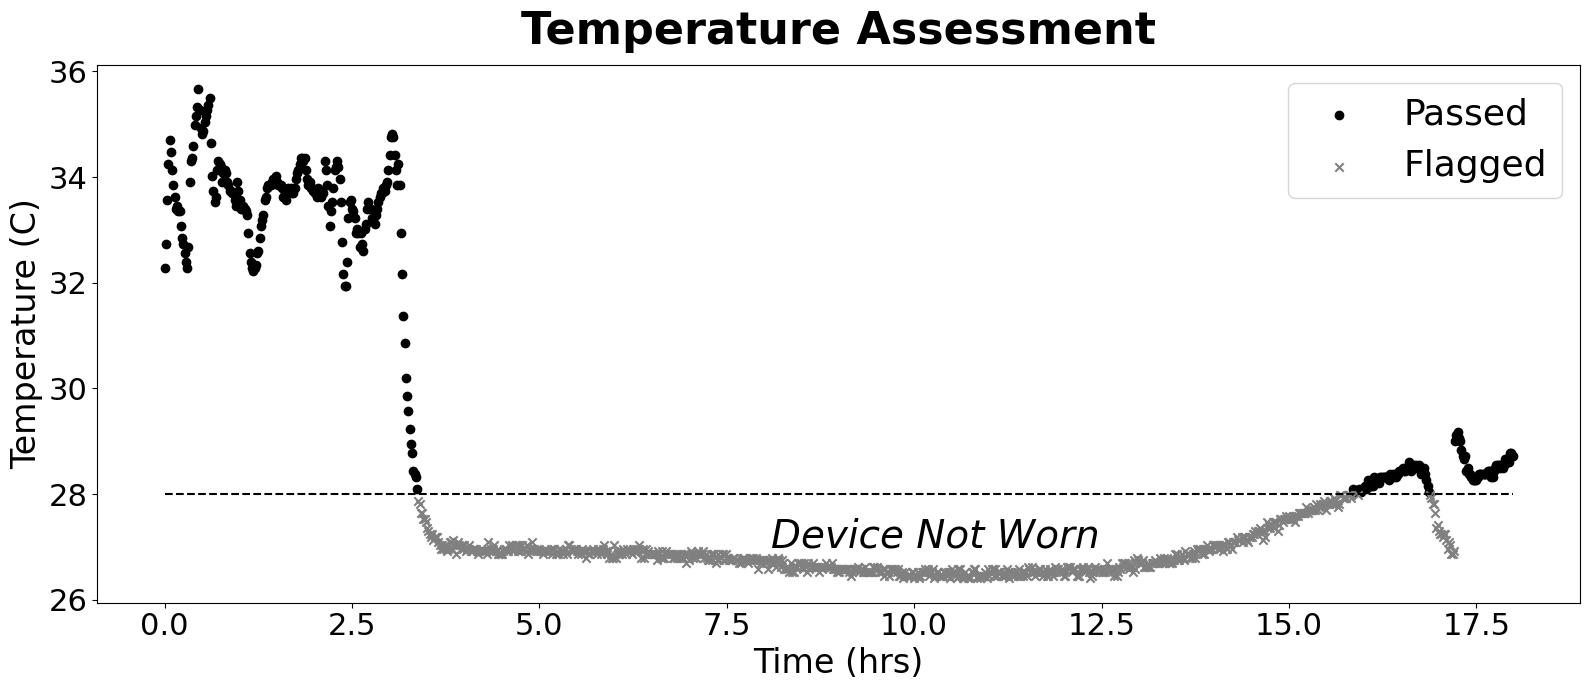 Temperature Assessment
Temperature (C)
36
34
32
30
28
26
Passed
Flagged
Device Not Worn
0.0 2.5 5.0 7.5 10.0 12.5 15.0 17.5
Time (hrs)